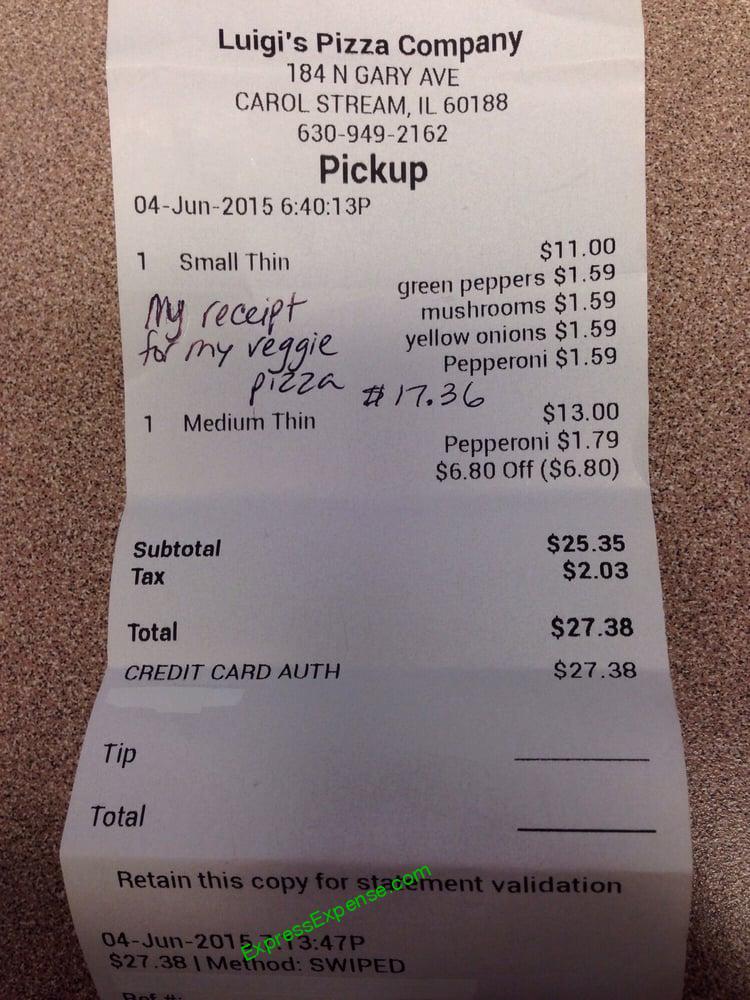 Luigi's Pizza Company
184 N GARY AVE
CAROL STREAM, IL 60188
630-949-2162
Pickup
04-Jun-2015 6:40:13P
1 Small Thin $11.00
green peppers $1.59
mushrooms $1.59
yellow onions $1.59
Pepperoni $1.59
My receipt
for my veggie
pizza $17.36
1 Medium Thin $13.00
Pepperoni $1.79
$6.80 Off ($6.80)
Subtotal $25.35
Tax $2.03
Total $27.38
CREDIT CARD AUTH $27.38
Tip
Total
Retain this copy for statement validation
ExpressExpense.com
04-Jun-2015 7:13:47P
$27.38 | Method: SWIPED
Ref #: